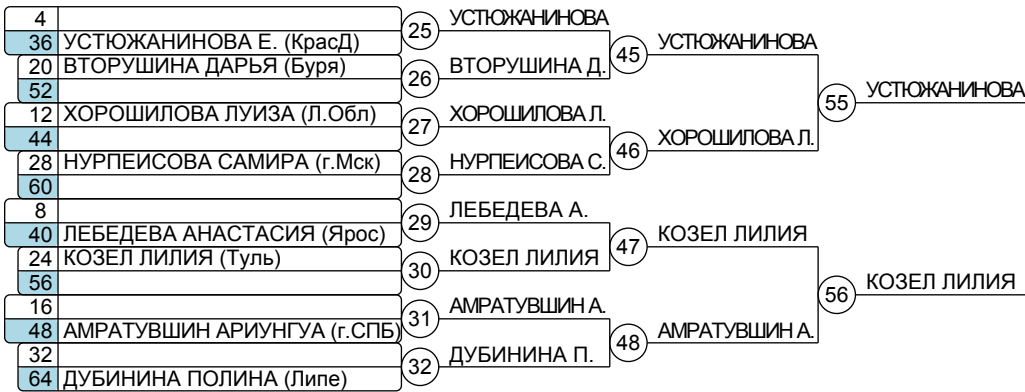 4
36 УСТЮЖАНИНОВА Е. (КрасД)
20 ВТОРУШИНА ДАРЬЯ (Буря)
52
12 ХОРОШИЛОВА ЛУИЗА (Л.Обл)
44
28 НУРПЕИСОВА САМИРА (г.Мск)
60
8
40 ЛЕБЕДЕВА АНАСТАСИЯ (Ярос)
24 КОЗЕЛ ЛИЛИЯ (Туль)
56
16
48 АМРАТУВШИН АРИУНГУА (г.СПБ)
32
64 ДУБИНИНА ПОЛИНА (Липе)
25 УСТЮЖАНИНОВА
26 ВТОРУШИНА Д.
27 ХОРОШИЛОВА Л.
28 НУРПЕИСОВА С.
29 ЛЕБЕДЕВА А.
30 КОЗЕЛ ЛИЛИЯ
31 АМРАТУВШИН А.
32 ДУБИНИНА П.
45 УСТЮЖАНИНОВА
46 ХОРОШИЛОВА Л.
47 КОЗЕЛ ЛИЛИЯ
48 АМРАТУВШИН А.
55 УСТЮЖАНИНОВА
56 КОЗЕЛ ЛИЛИЯ